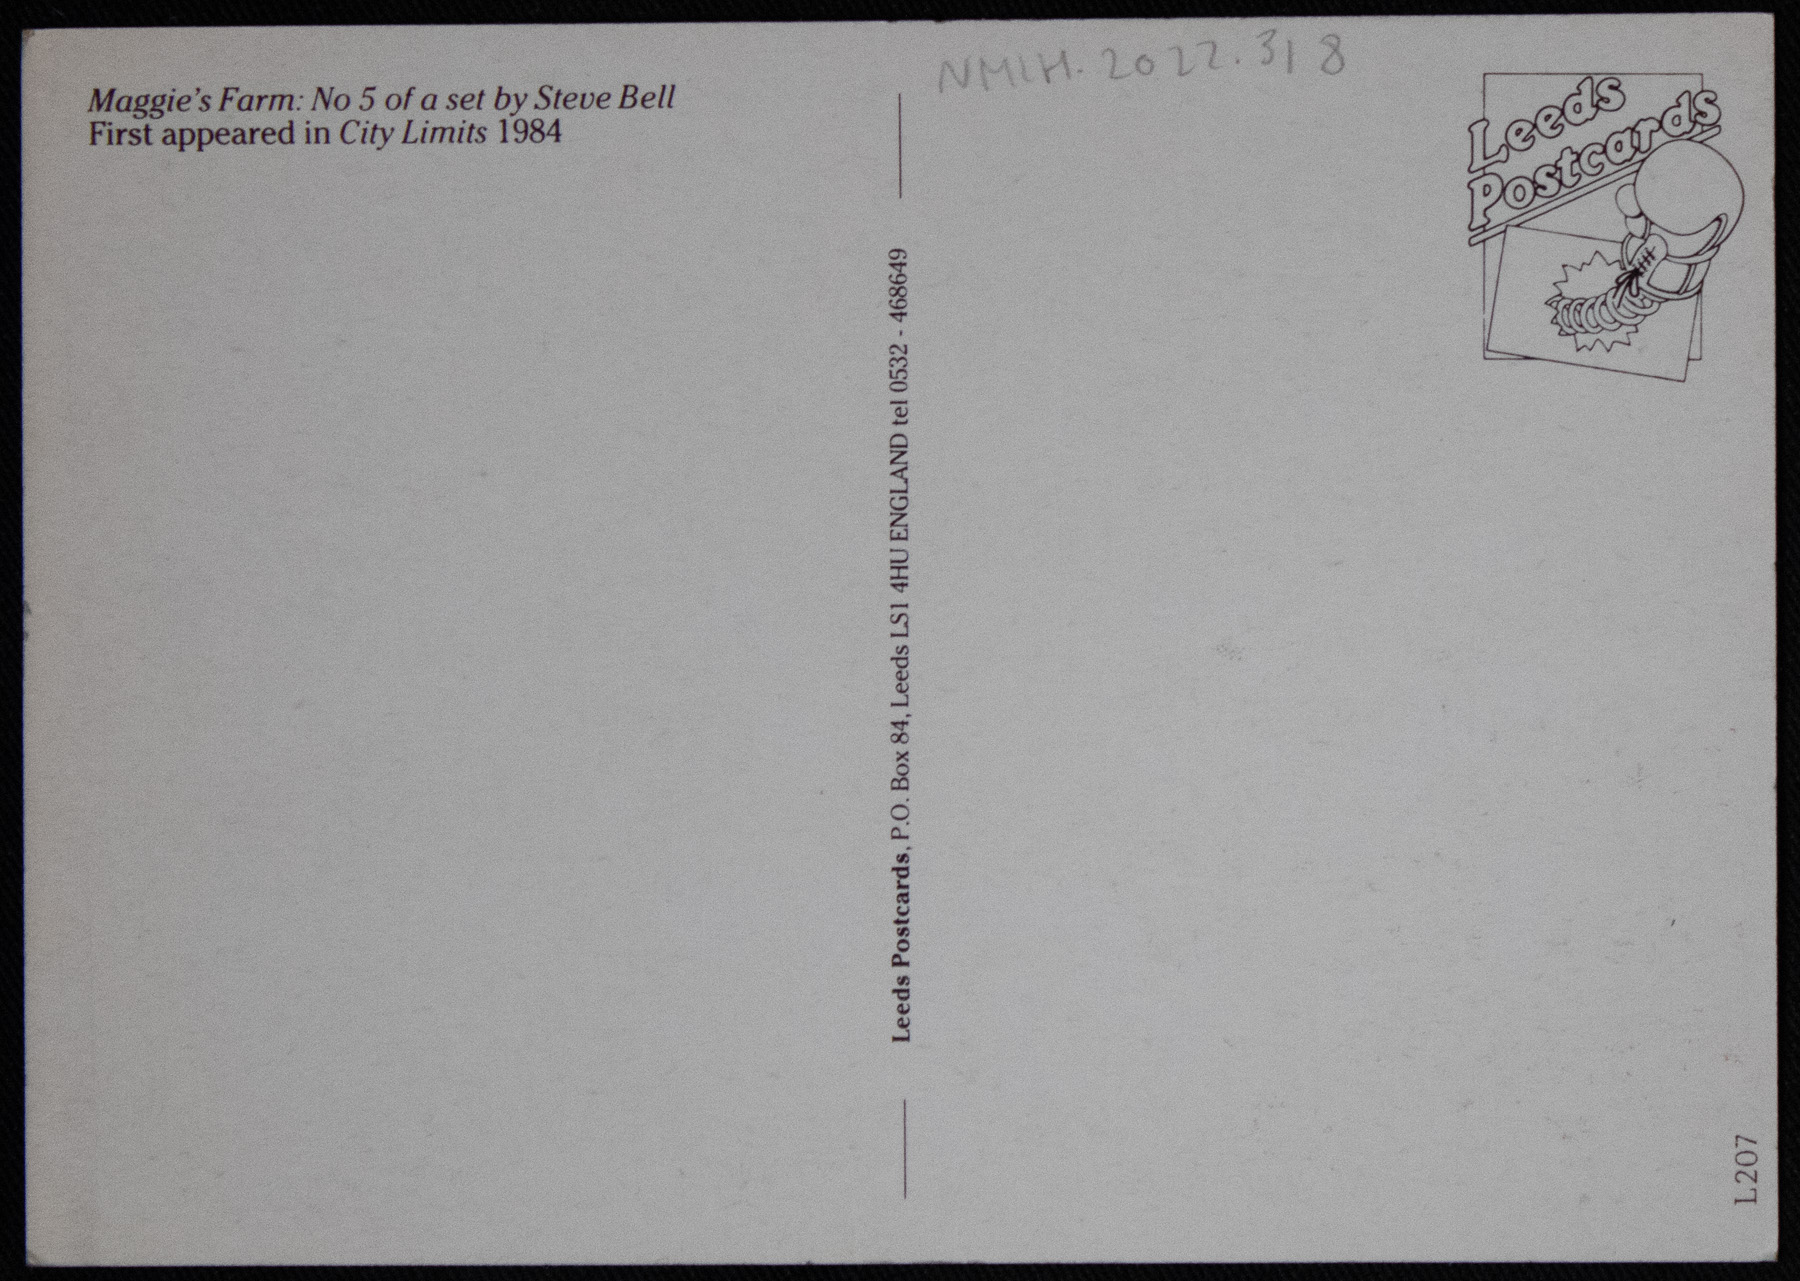 Maggie's Farm: No 5 of a set by Steve Bell
First appeared in City Limits 1984
Leeds Postcards, P.O. Box 84, Leeds LS1 4HU ENGLAND tel 0532 - 468649
NMLH. 2022. 318
Leeds
Postcards
L207